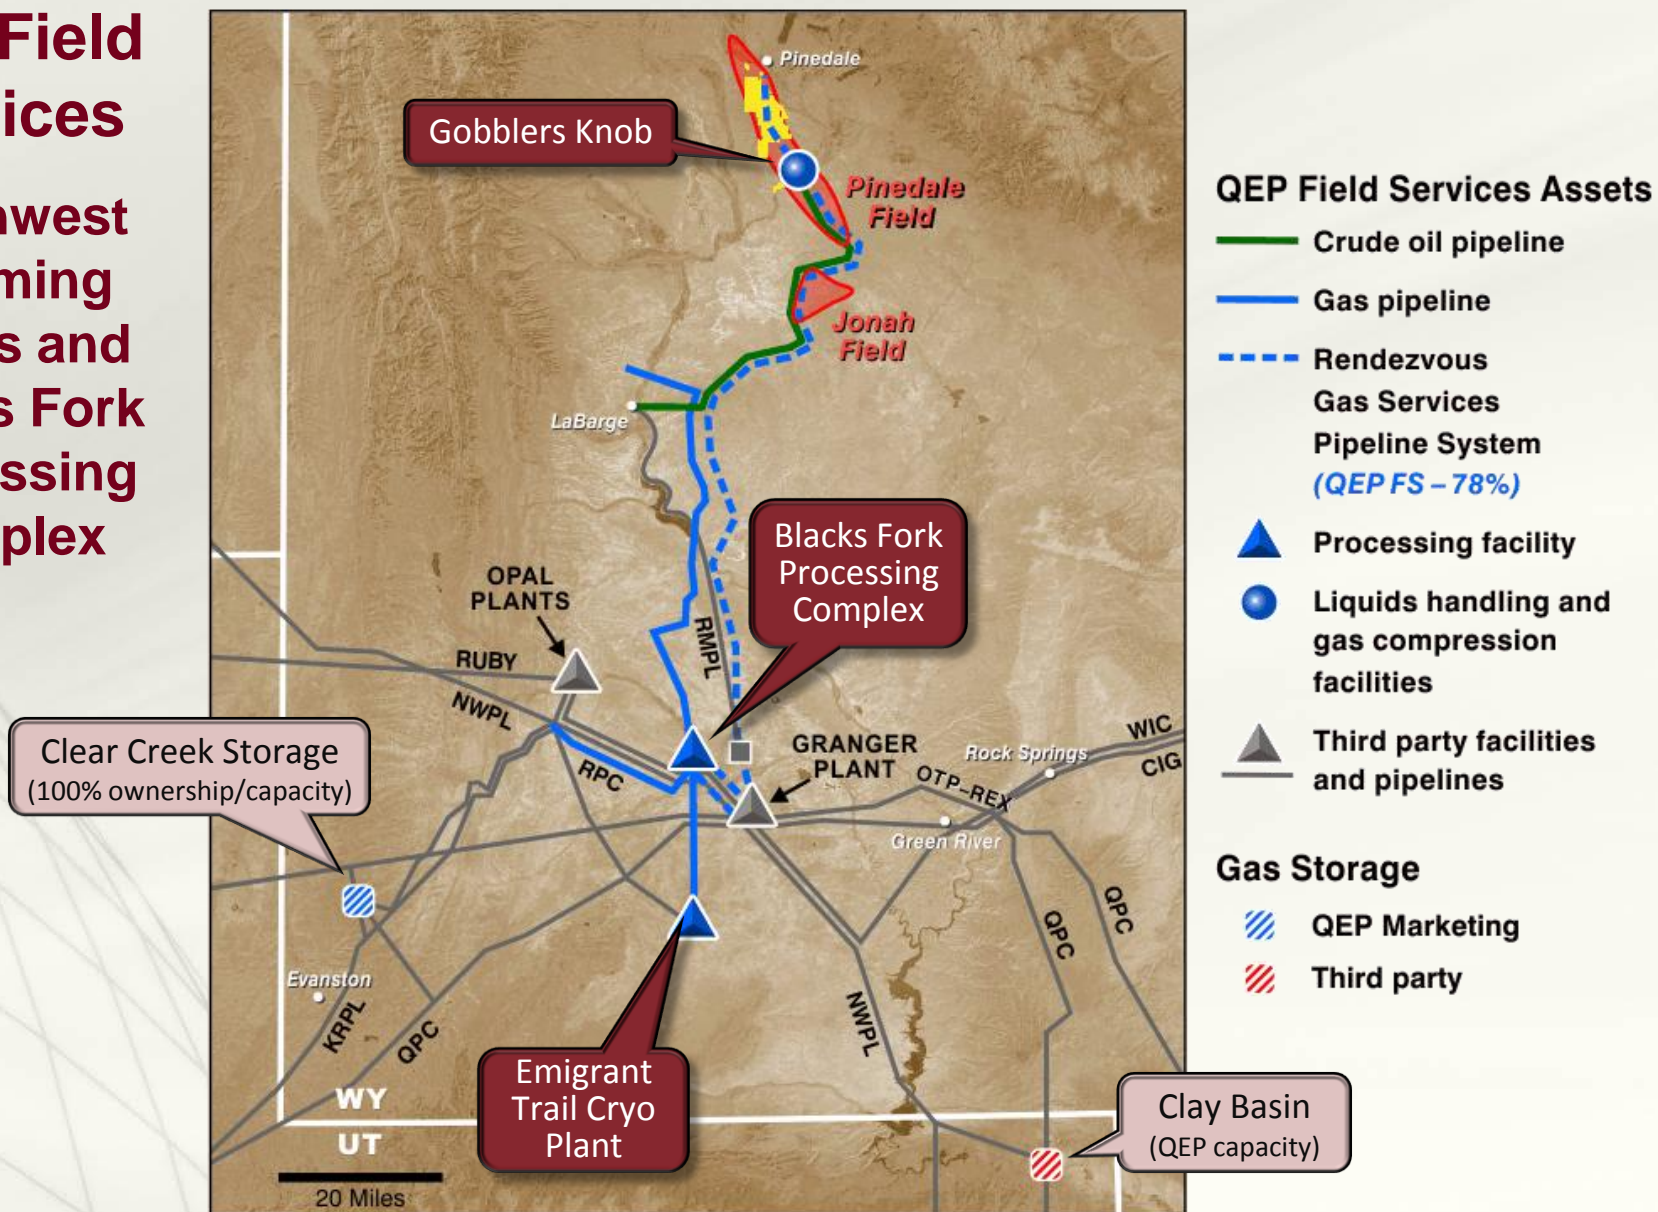 Field
ices
nwest
ming
s and
s Fork
ssing
plex
Pinedale
Gobblers Knob
Pinedale
Field
Jonah
Field
LaBarge
Blacks Fork
Processing
Complex
OPAL
PLANTS
RMPL
RUBY
NWPL
Clear Creek Storage
(100% ownership/capacity)
RPC
GRANGER
PLANT
Rock Springs
WIC
CIG
OTP-REX
Green River
QPC
QPC
Evanston
KRPL
QPC
NWPL
Emigrant
Trail Cryo
Plant
WY
UT
20 Miles
Clay Basin
(QEP capacity)
QEP Field Services Assets
Crude oil pipeline
Gas pipeline
Rendezvous
Gas Services
Pipeline System
(QEP FS – 78%)
Processing facility
Liquids handling and
gas compression
facilities
Third party facilities
and pipelines
Gas Storage
QEP Marketing
Third party